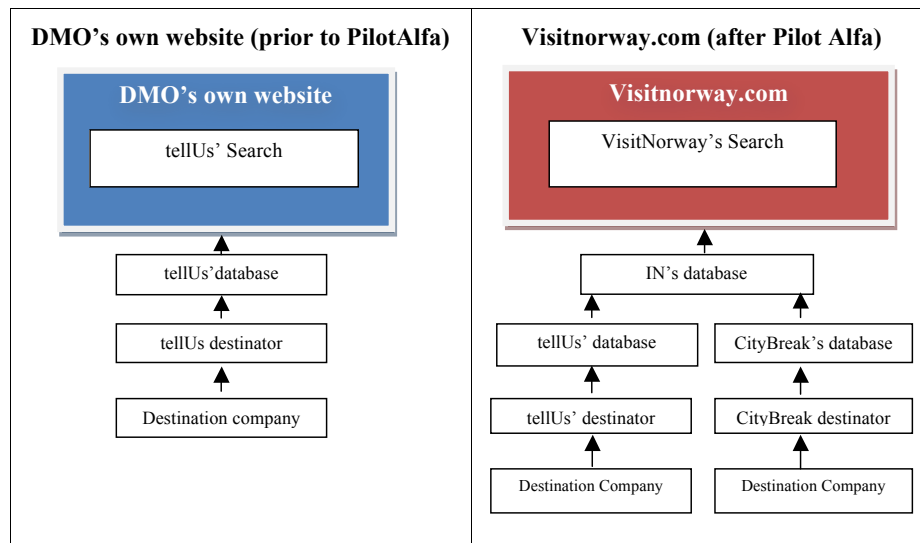 DMO's own website (prior to PilotAlfa)
DMO's own website
tellUs' Search
tellUs'database
tellUs destinator
Destination company
Visitnorway.com (after Pilot Alfa)
Visitnorway.com
VisitNorway's Search
IN's database
tellUs' database
CityBreak's database
tellUs' destinator
CityBreak destinator
Destination Company
Destination Company